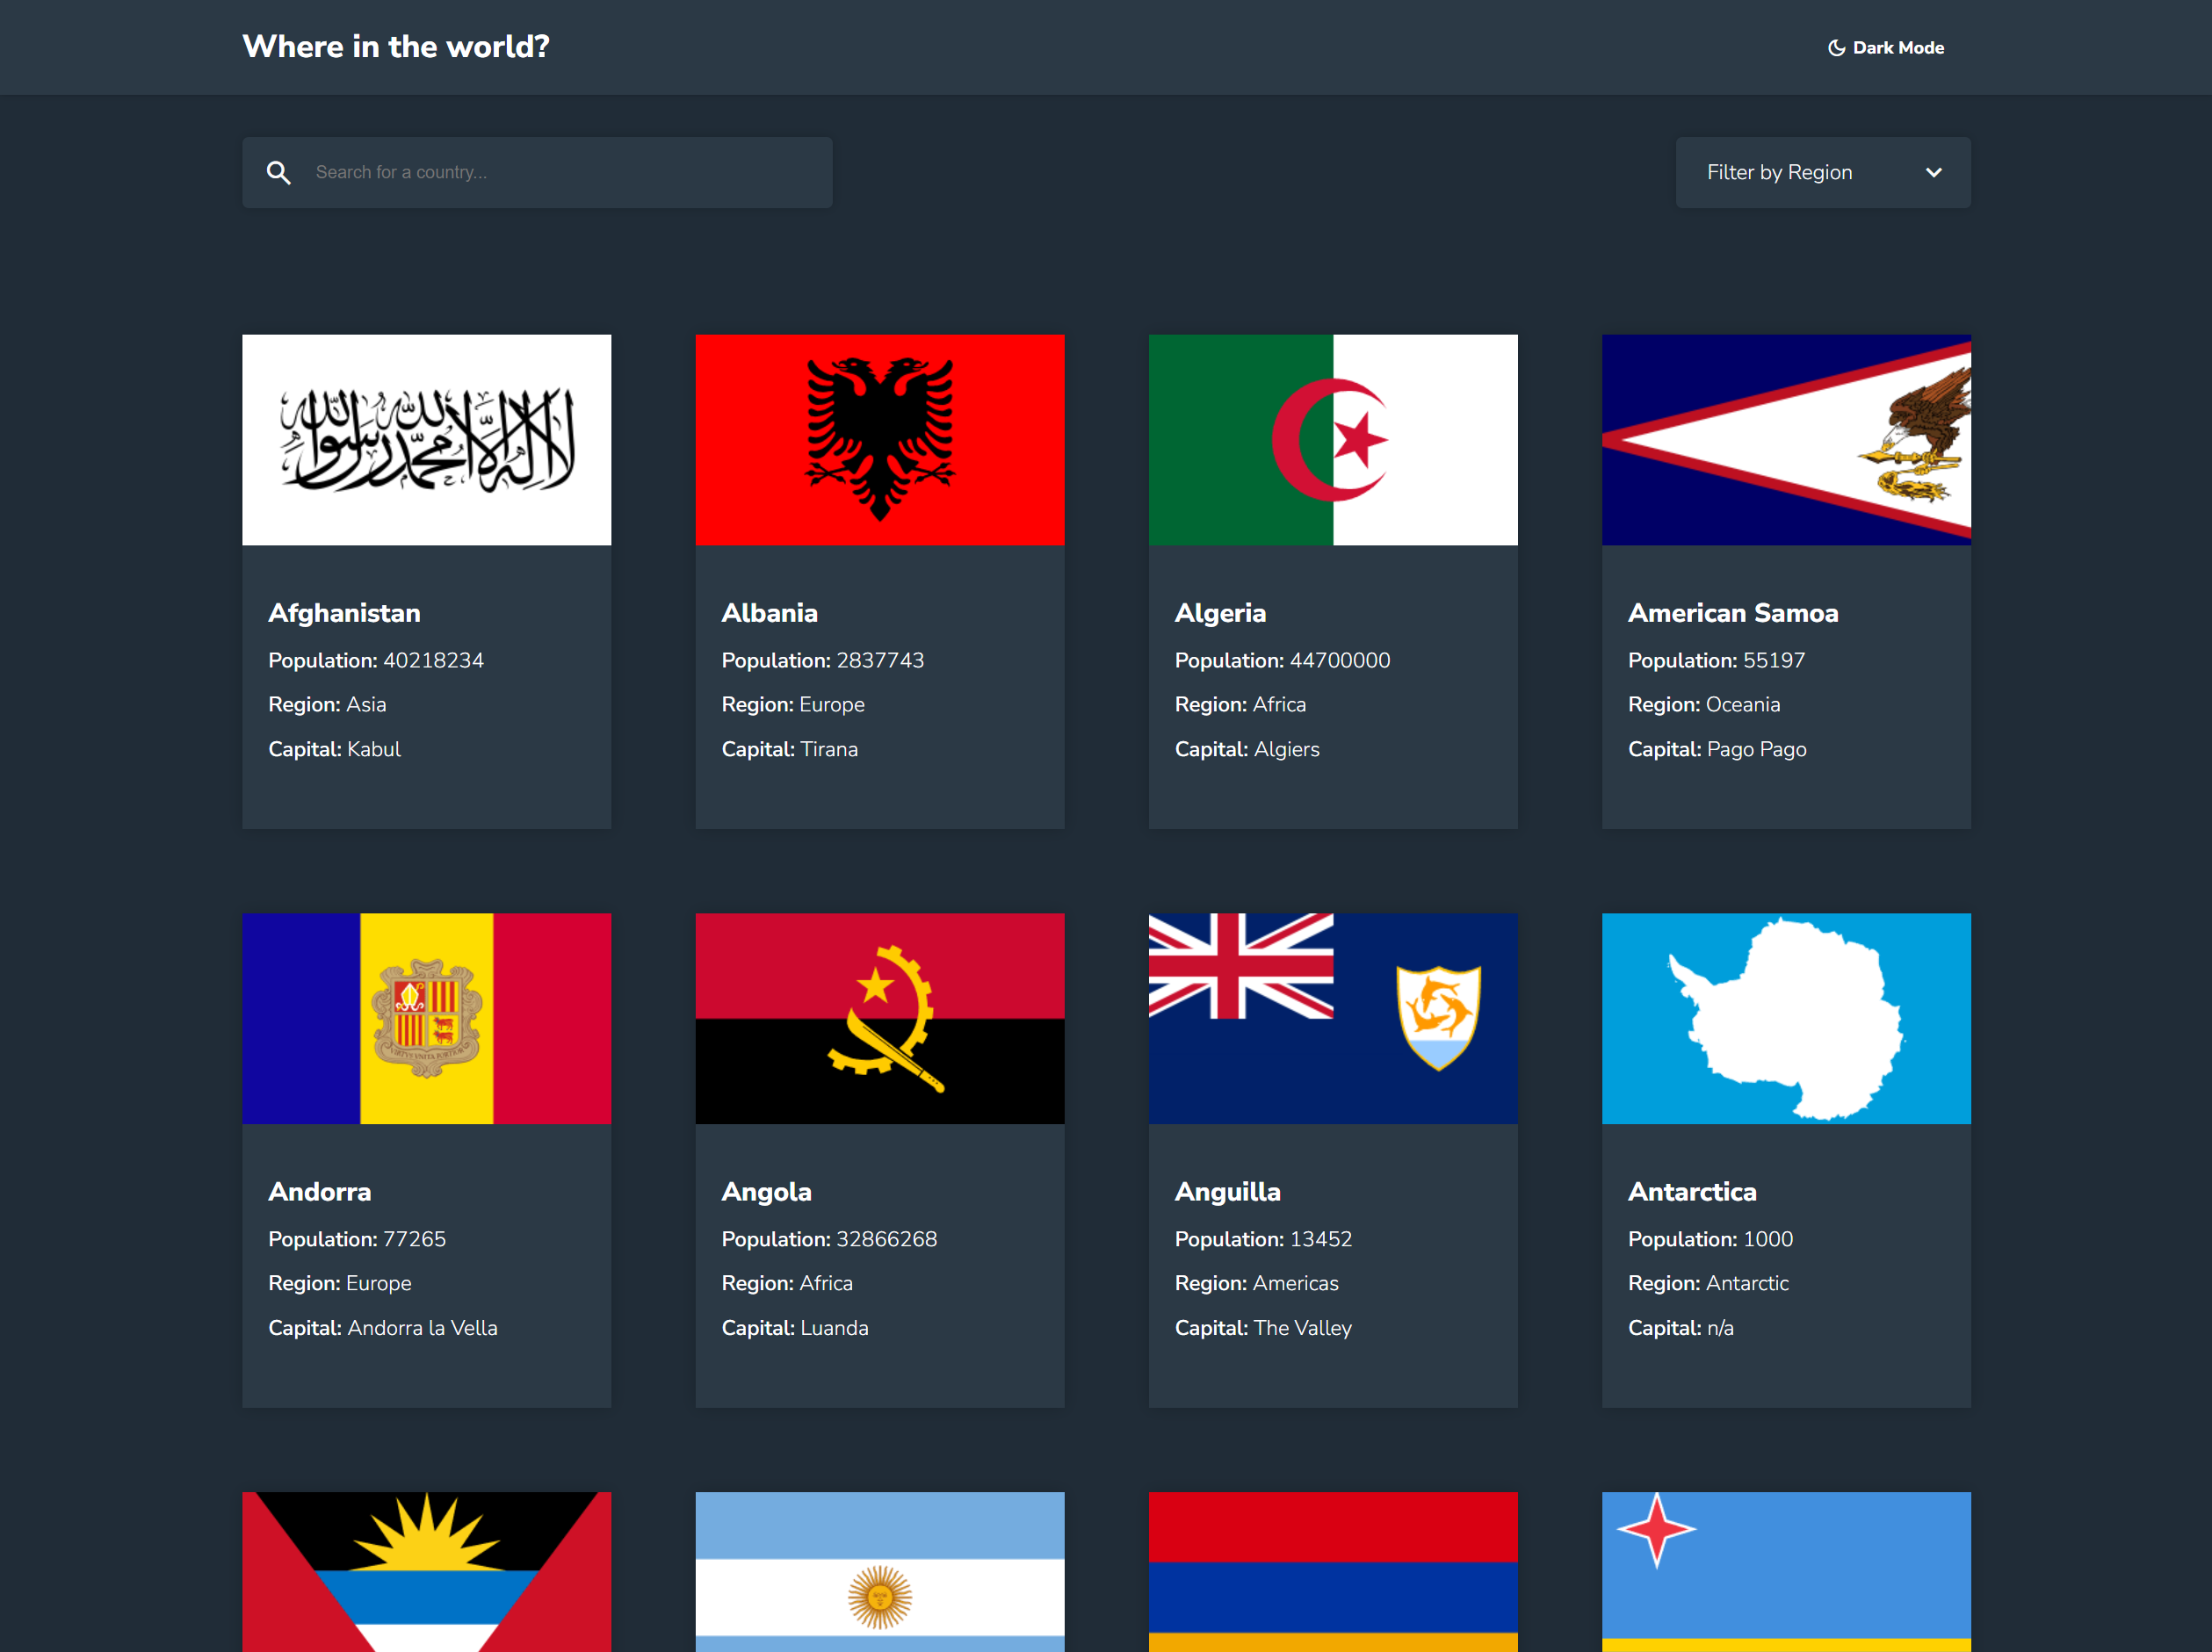 Where in the world?
Dark Mode
Search for a country...
Filter by Region
لا إله إلا الله محمد رسول الله
Afghanistan
Population: 40218234
Region: Asia
Capital: Kabul
Albania
Population: 2837743
Region: Europe
Capital: Tirana
Algeria
Population: 44700000
Region: Africa
Capital: Algiers
American Samoa
Population: 55197
Region: Oceania
Capital: Pago Pago
VIRTVS VNITA FORTIOR
Andorra
Population: 77265
Region: Europe
Capital: Andorra la Vella
Angola
Population: 32866268
Region: Africa
Capital: Luanda
Anguilla
Population: 13452
Region: Americas
Capital: The Valley
Antarctica
Population: 1000
Region: Antarctic
Capital: n/a